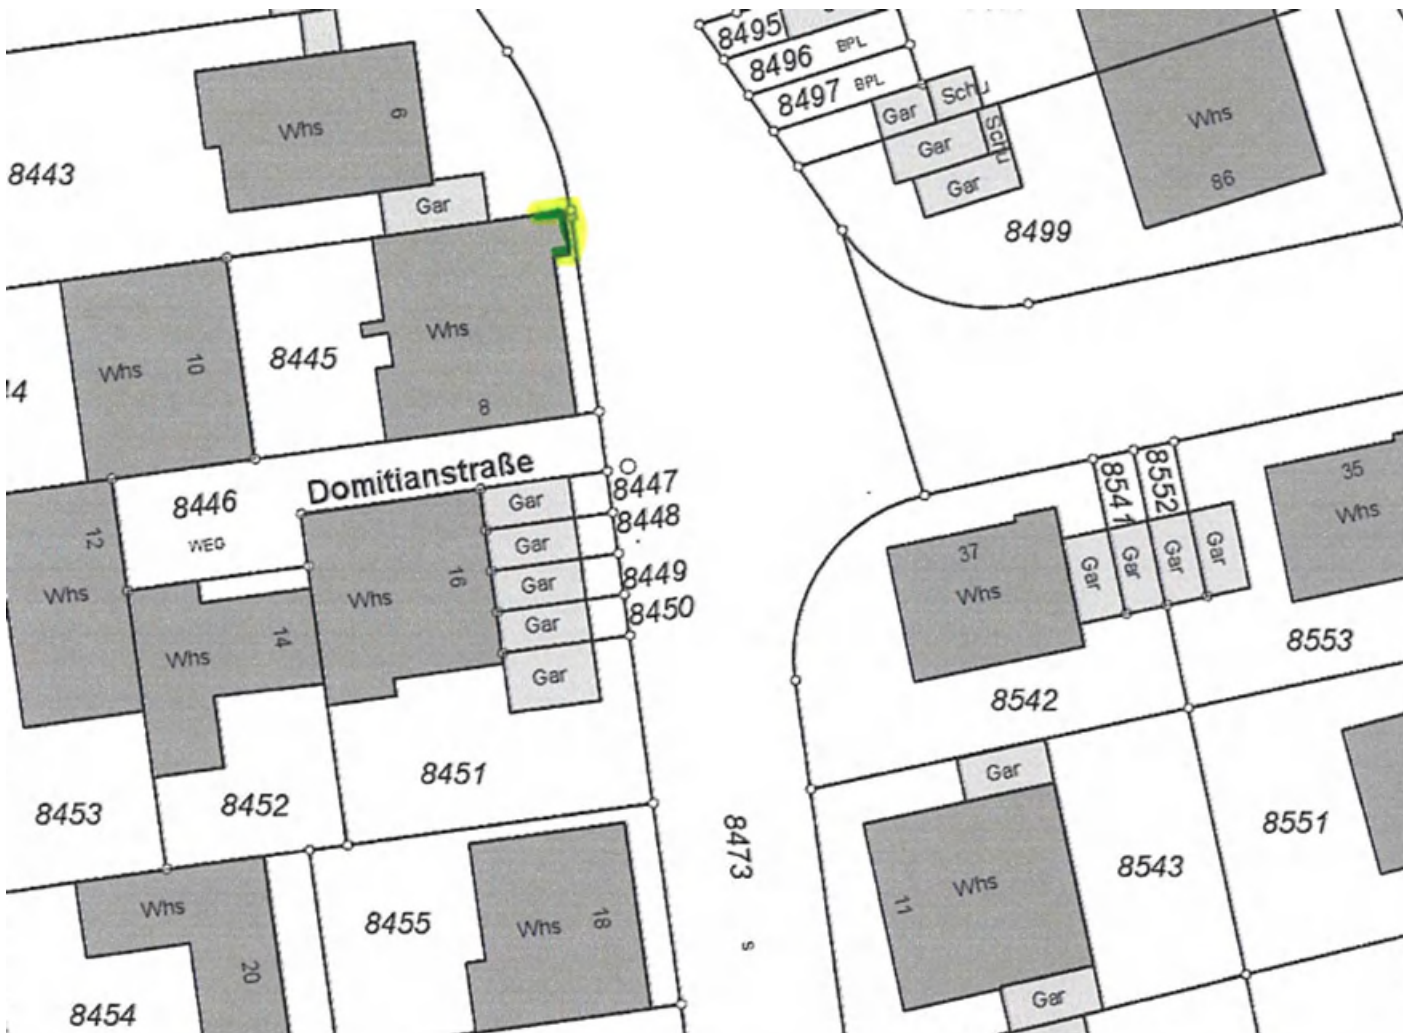 8495
8496 BPL
8497 BPL
Gar
Schu
Whs
6
Gar
Schu
Whs
8443
Gar
86
Gar
8499
Whs
8445
Whs
10
8
Domitianstraße
8447
8446
Gar
8448
WEG
Gar
8449
Gar
8450
Gar
12
Whs
16
Whs
14
Whs
Gar
8541
8552
35
Whs
37
Whs
Gar
Gar
Gar
Gar
8553
8542
8451
8453
8452
8473
s
Gar
8551
8543
Whs
11
Whs
8455
Whs
18
20
8454
Gar